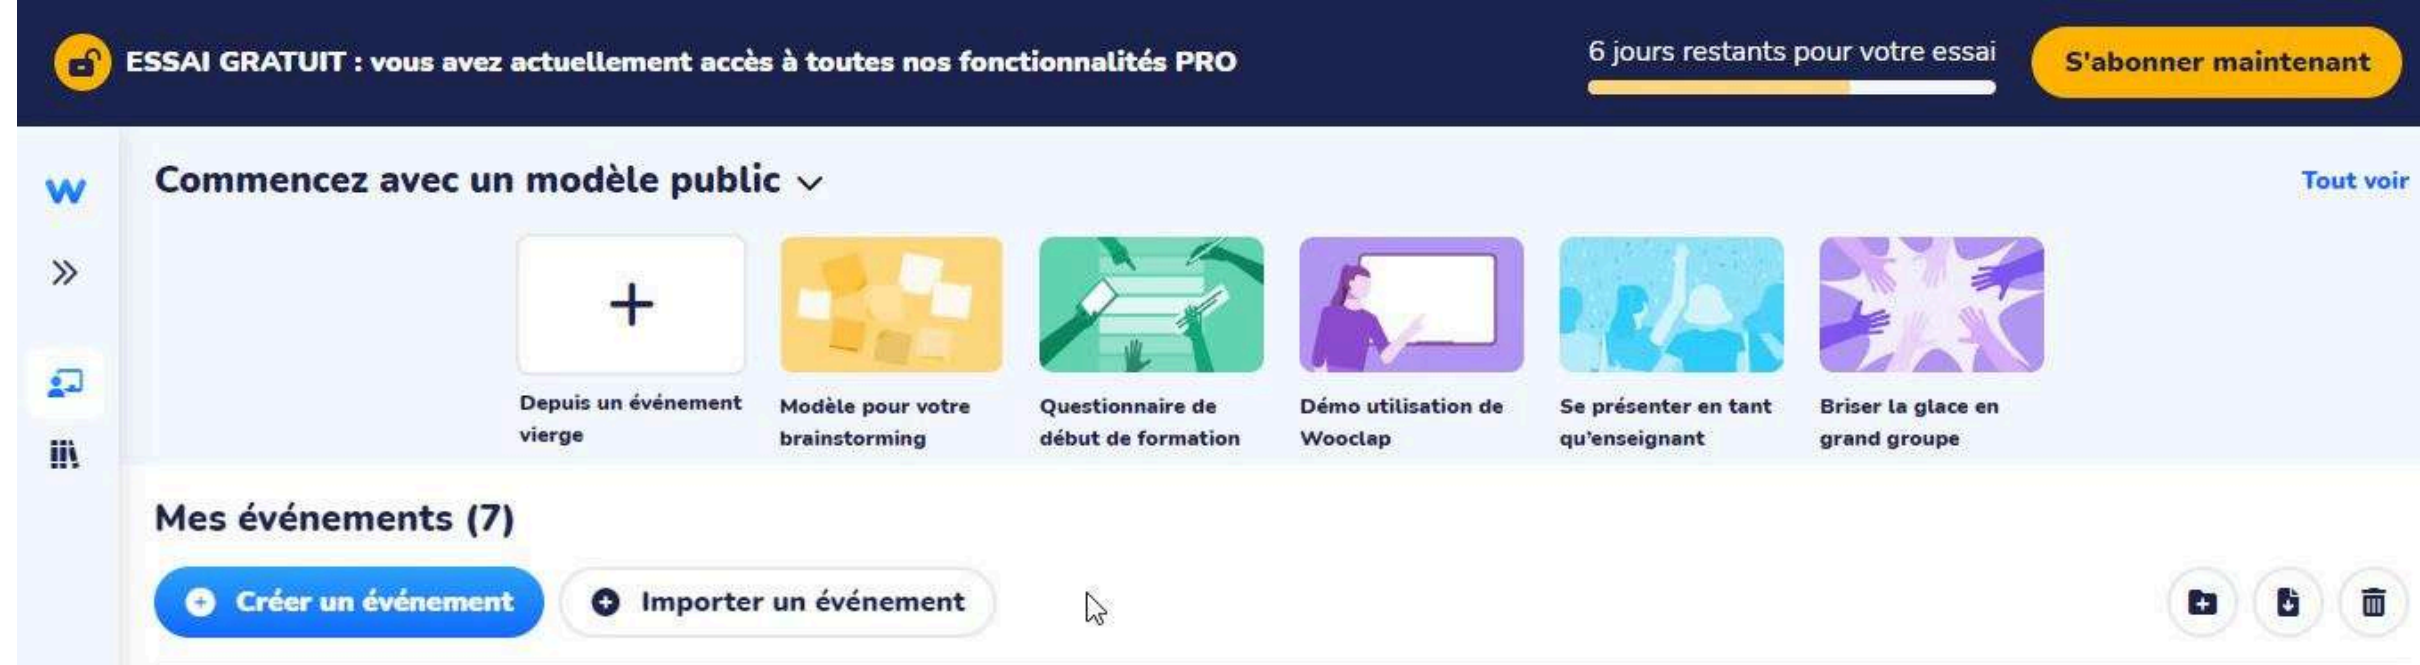 ESSAI GRATUIT : vous avez actuellement accès à toutes nos fonctionnalités PRO
6 jours restants pour votre essai
S'abonner maintenant
w
Commencez avec un modèle public
Tout voir
Depuis un événement
vierge
Modèle pour votre
brainstorming
Questionnaire de
début de formation
Démo utilisation de
Wooclap
Se présenter en tant
qu'enseignant
Briser la glace en
grand groupe
Mes événements (7)
Créer un événement
Importer un événement